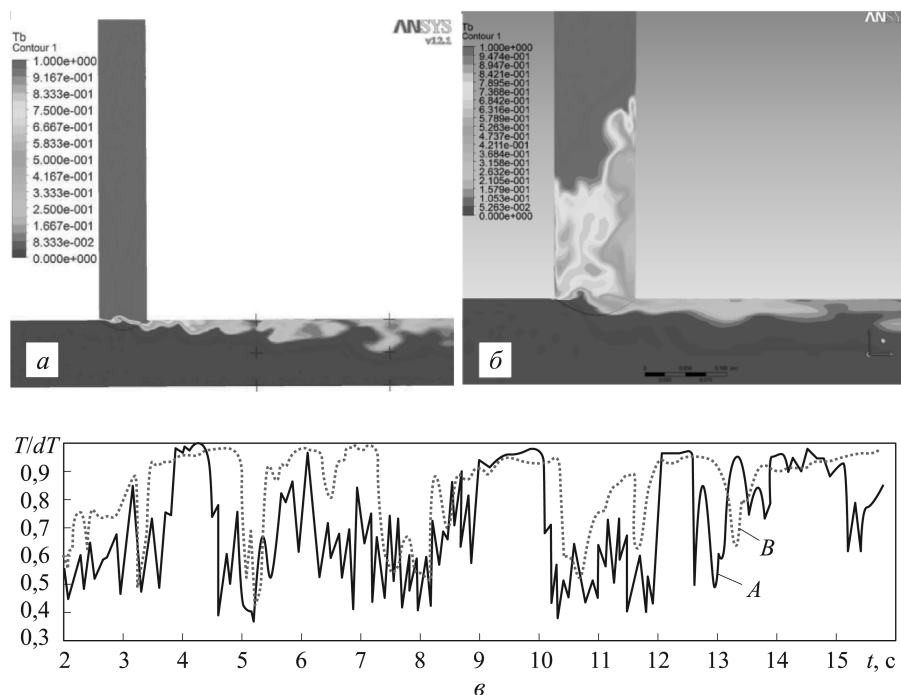 Tb
Contour 1
1.000e+000
9.167e-001
8.333e-001
7.500e-001
6.667e-001
5.833e-001
5.000e-001
4.167e-001
3.333e-001
2.500e-001
1.667e-001
8.333e-002
0.000e+000
ANSYS
v12.1
а
Tb
Contour 1
1.000e+000
9.474e-001
8.947e-001
8.421e-001
7.895e-001
7.368e-001
6.842e-001
6.316e-001
5.789e-001
5.263e-001
4.737e-001
4.211e-001
3.684e-001
3.158e-001
2.632e-001
2.105e-001
1.579e-001
1.053e-001
5.263e-002
0.000e+000
ANSYS
б
T/dT
0,9
0,8
0,7
0,6
0,5
0,4
0,3
B
A
2 3 4 5 6 7 8 9 10 11 12 13 14 15 t, с
в